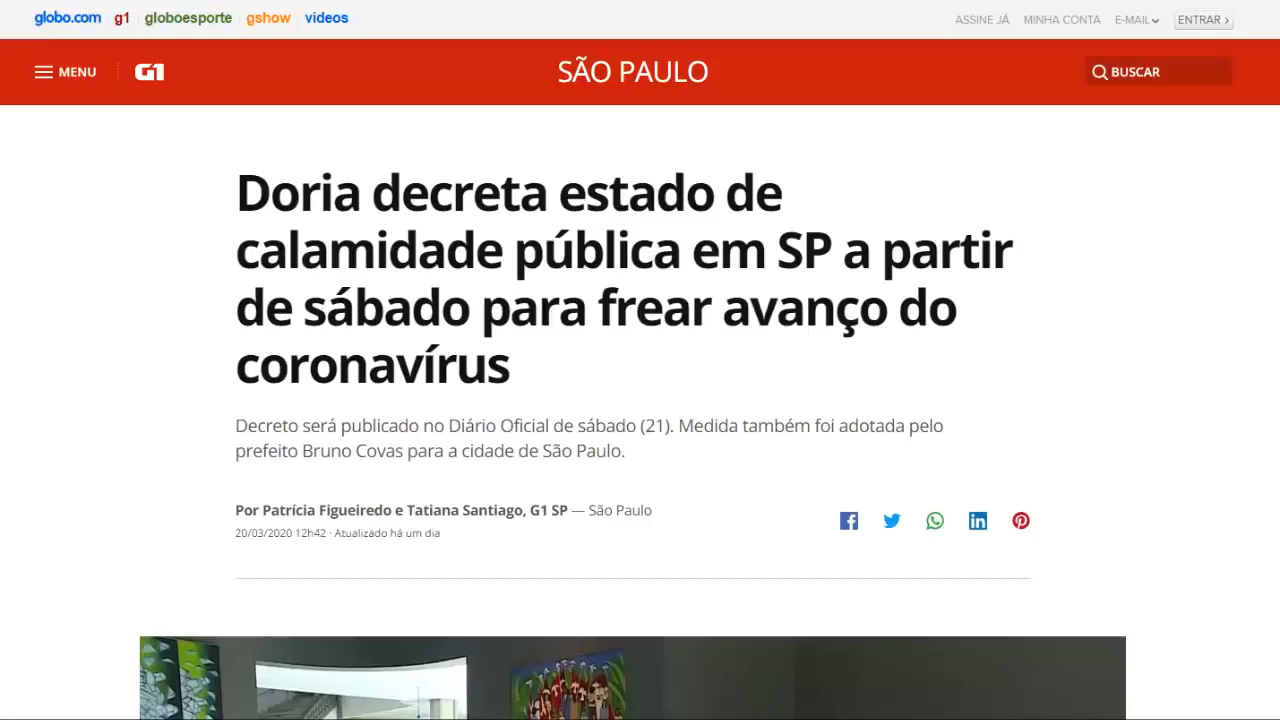 globo.com g1 globoesporte gshow vídeos ASSINE JÁ MINHA CONTA E-MAIL ENTRAR ›
MENU G1 SÃO PAULO BUSCAR
Doria decreta estado de
calamidade pública em SP a partir
de sábado para frear avanço do
coronavírus
Decreto será publicado no Diário Oficial de sábado (21). Medida também foi adotada pelo
prefeito Bruno Covas para a cidade de São Paulo.
Por Patrícia Figueiredo e Tatiana Santiago, G1 SP — São Paulo
20/03/2020 12h42 · Atualizado há um dia